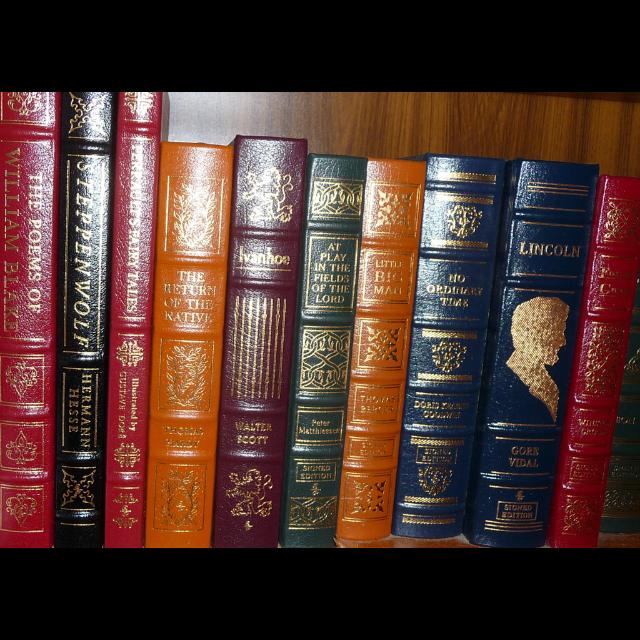 THE POEMS OF
WILLIAM BLAKE
STEPPENWOLF
HERMANN
HESSE
FAIRY TALES
Illustrated by
GUSTAVE DORÉ
THE
RETURN
OF THE
NATIVE
THOMAS
HARDY
Ivanhoe
WALTER
SCOTT
AT
PLAY IN THE
FIELDS
OF THE
LORD
Peter
Matthiessen
SIGNED
EDITION
LITTLE
BIG
MAN
THOMAS
BERGER
NO
ORDINARY
TIME
DORIS KEARNS
GOODWIN
SIGNED
EDITION
LINCOLN
GORE
VIDAL
SIGNED
EDITION